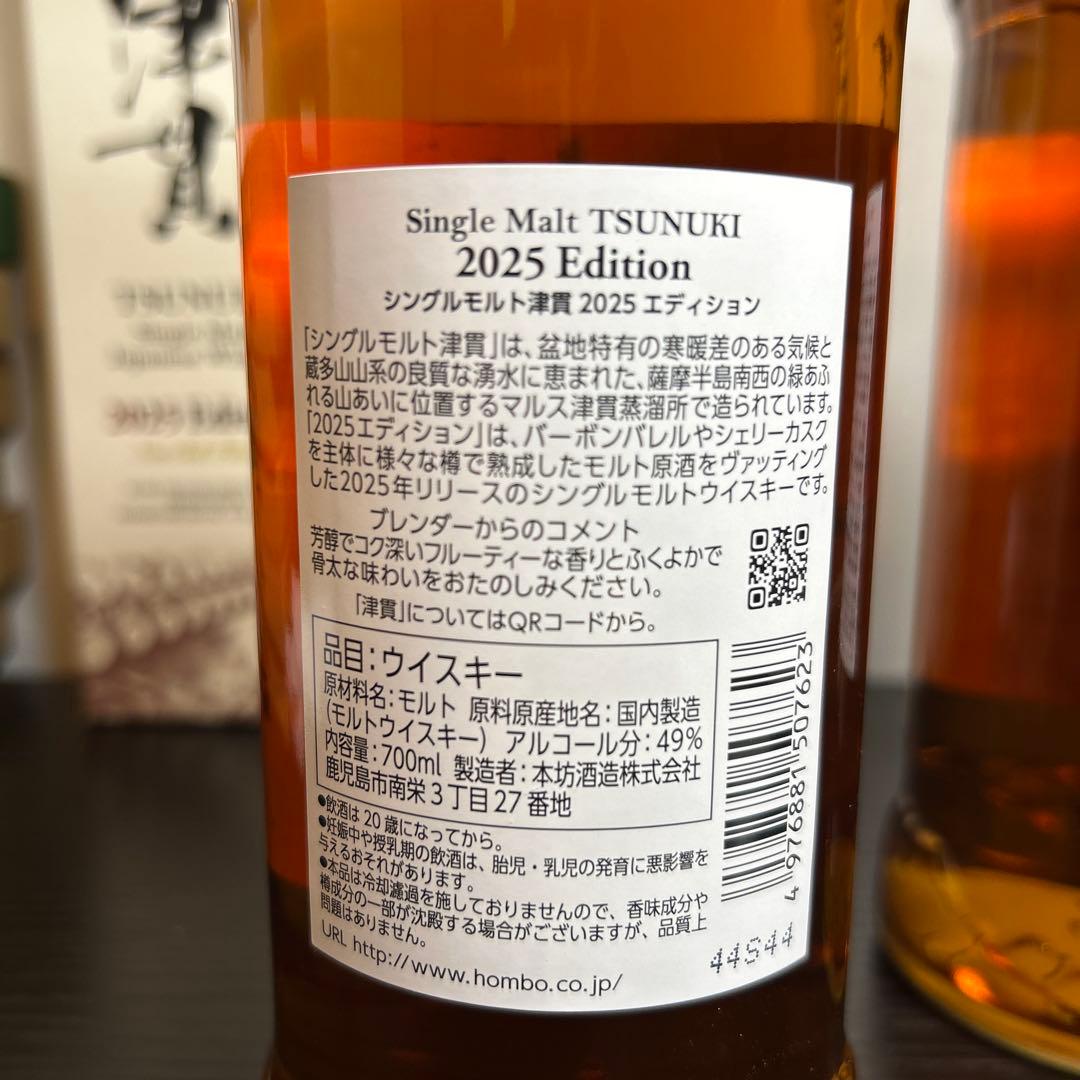 津貫
Single Malt TSUNUKI
2025 Edition
シングルモルト津貫 2025 エディション
「シングルモルト津貫」は、盆地特有の寒暖差のある気候と
蔵多山山系の良質な湧水に恵まれた、薩摩半島南西の緑あふ
れる山あいに位置するマルス津貫蒸溜所で造られています。
「2025エディション」は、バーボンバレルやシェリーカスク
を主体に様々な樽で熟成したモルト原酒をヴァッティング
した2025年リリースのシングルモルトウイスキーです。
ブレンダーからのコメント
芳醇でコク深いフルーティーな香りとふくよかで
骨太な味わいをおたのしみください。
「津貫」についてはQRコードから。
品目：ウイスキー
原材料名：モルト 原料原産地名：国内製造
(モルトウイスキー) アルコール分：49%
内容量：700ml 製造者：本坊酒造株式会社
鹿児島市南栄3丁目27番地
●飲酒は20歳になってから。
●妊娠中や授乳期の飲酒は、胎児・乳児の発育に悪影響を
与えるおそれがあります。
●本品は冷却濾過を施しておりませんので、香味成分や
樽成分の一部が沈殿する場合がございますが、品質上
問題はありません。
URL http://www.hombo.co.jp/
4 976881 507623
44S44